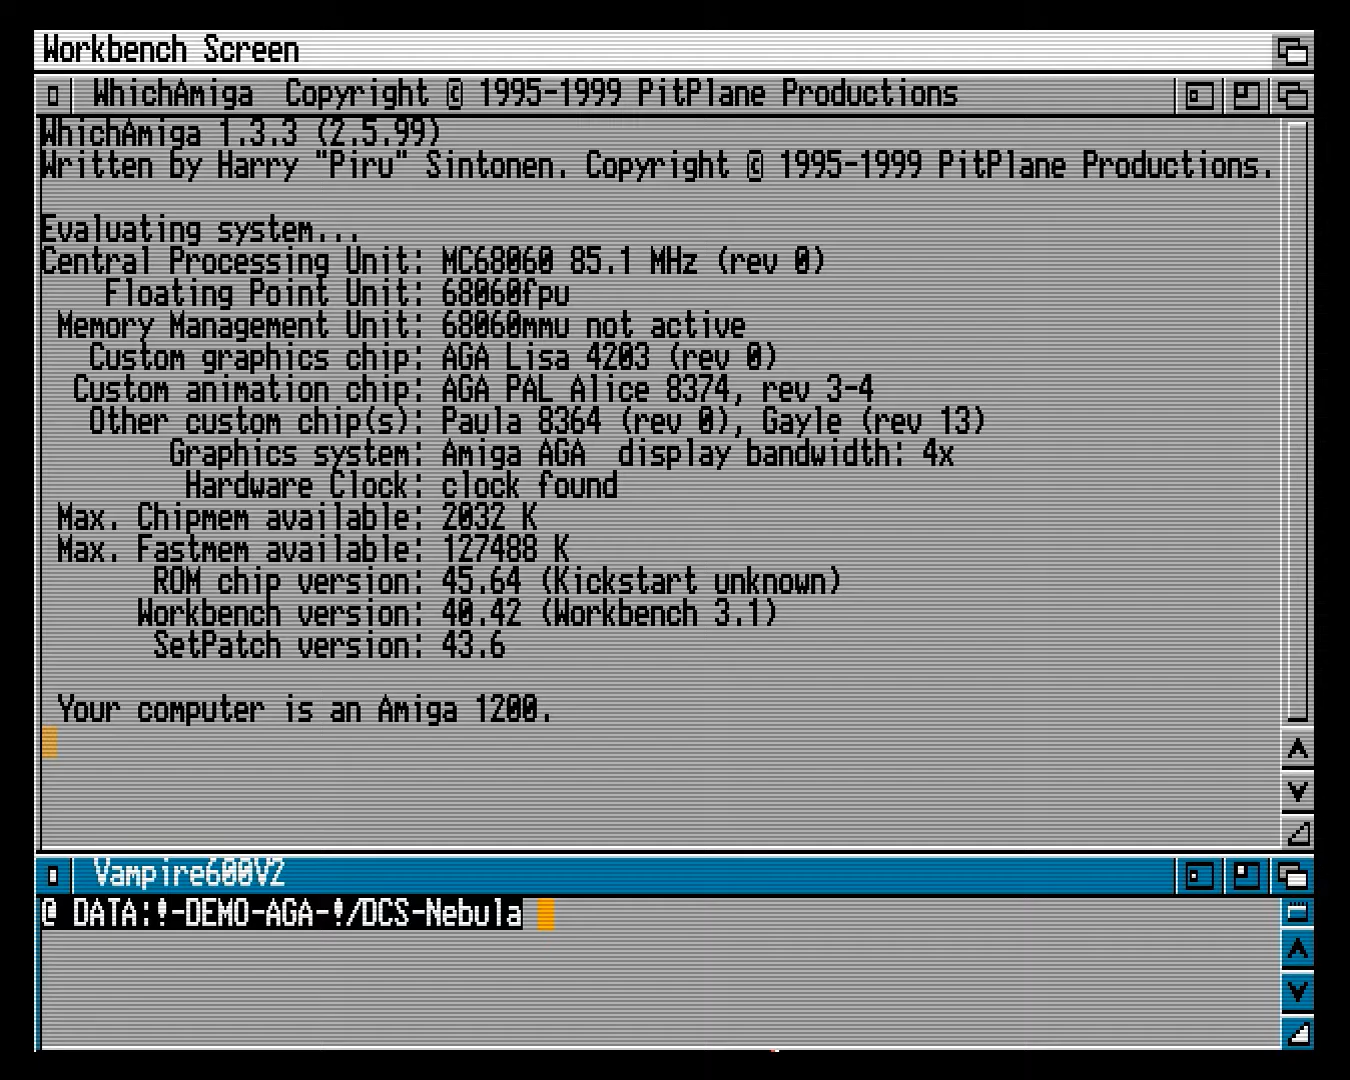 Workbench Screen
WhichAmiga  Copyright © 1995-1999 PitPlane Productions
WhichAmiga 1.3.3 (2.5.99)
Written by Harry "Piru" Sintonen. Copyright © 1995-1999 PitPlane Productions.
Evaluating system...
Central Processing Unit: MC68060 85.1 MHz (rev 0)
Floating Point Unit: 68060fpu
Memory Management Unit: 68060mmu not active
Custom graphics chip: AGA Lisa 4203 (rev 0)
Custom animation chip: AGA PAL Alice 8374, rev 3-4
Other custom chip(s): Paula 8364 (rev 0), Gayle (rev 13)
Graphics system: Amiga AGA  display bandwidth: 4x
Hardware Clock: clock found
Max. Chipmem available: 2032 K
Max. Fastmem available: 127488 K
ROM chip version: 45.64 (Kickstart unknown)
Workbench version: 40.42 (Workbench 3.1)
SetPatch version: 43.6
Your computer is an Amiga 1200.
Vampire600V2
@ DATA:!-DEMO-AGA-!/DCS-Nebula